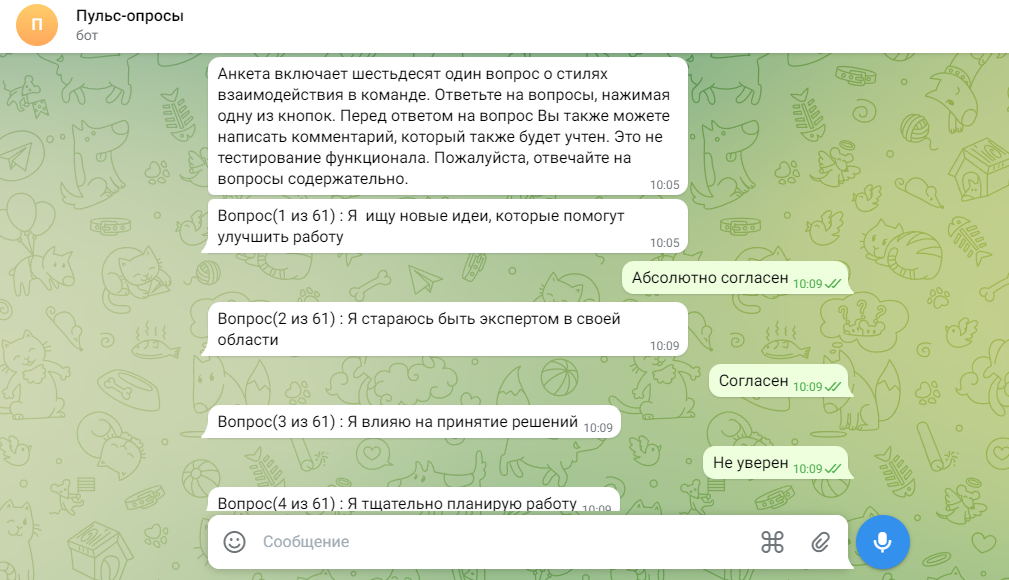 П
Пульс-опросы
бот
Анкета включает шестьдесят один вопрос о стилях
взаимодействия в команде. Ответьте на вопросы, нажимая
одну из кнопок. Перед ответом на вопрос Вы также можете
написать комментарий, который также будет учтен. Это не
тестирование функционала. Пожалуйста, отвечайте на
вопросы содержательно. 10:05
Вопрос(1 из 61) : Я  ищу новые идеи, которые помогут
улучшить работу 10:05
Абсолютно согласен 10:09
Вопрос(2 из 61) : Я стараюсь быть экспертом в своей
области 10:09
Согласен 10:09
Вопрос(3 из 61) : Я влияю на принятие решений 10:09
Не уверен 10:09
Вопрос(4 из 61) : Я тщательно планирую работу 10:09
Сообщение